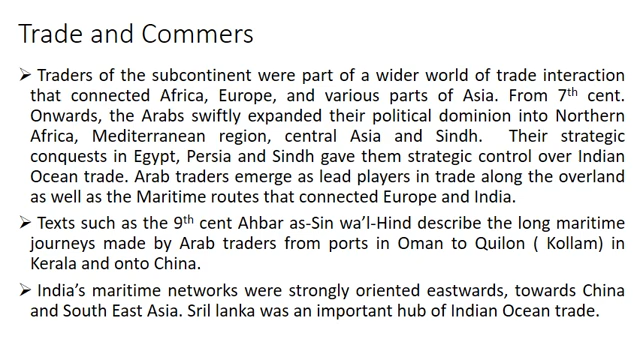 Trade and Commers
➢ Traders of the subcontinent were part of a wider world of trade interaction
that connected Africa, Europe, and various parts of Asia. From 7th cent.
Onwards, the Arabs swiftly expanded their political dominion into Northern
Africa, Mediterranean region, central Asia and Sindh. Their strategic
conquests in Egypt, Persia and Sindh gave them strategic control over Indian
Ocean trade. Arab traders emerge as lead players in trade along the overland
as well as the Maritime routes that connected Europe and India.
➢ Texts such as the 9th cent Ahbar as-Sin wa’l-Hind describe the long maritime
journeys made by Arab traders from ports in Oman to Quilon ( Kollam) in
Kerala and onto China.
➢ India’s maritime networks were strongly oriented eastwards, towards China
and South East Asia. Sril lanka was an important hub of Indian Ocean trade.